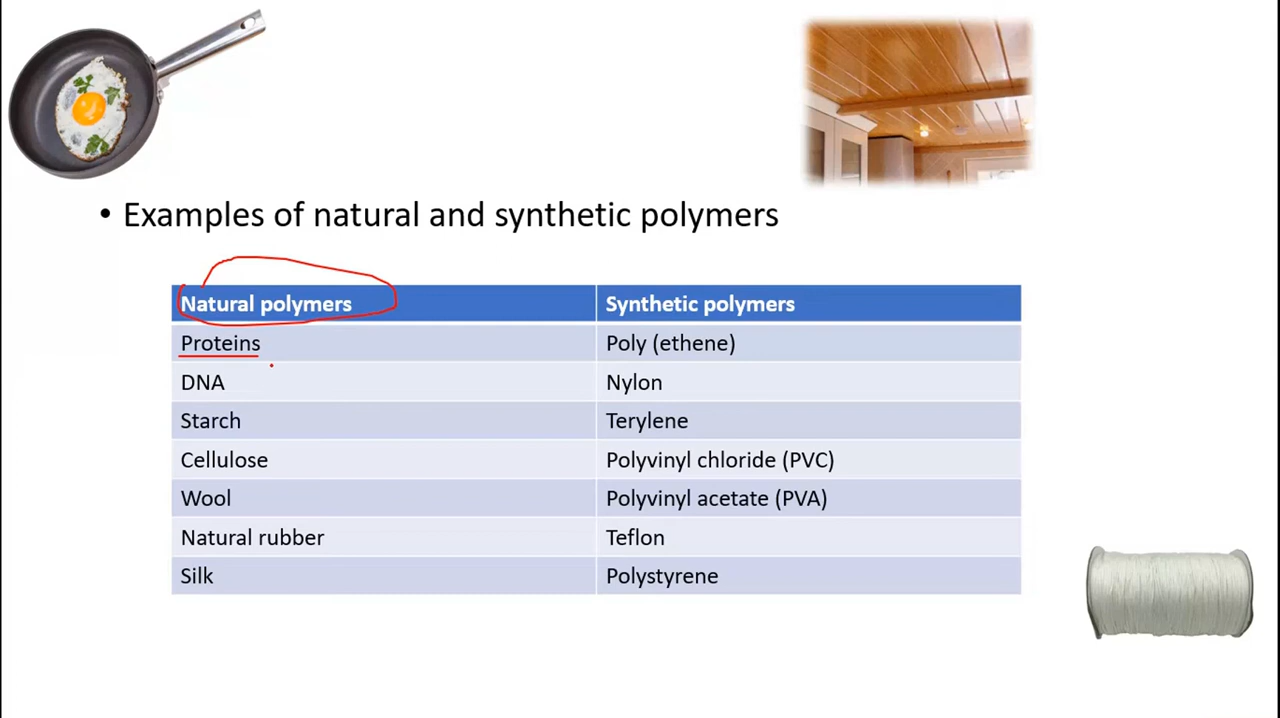 • Examples of natural and synthetic polymers
Natural polymers Synthetic polymers
Proteins Poly (ethene)
DNA Nylon
Starch Terylene
Cellulose Polyvinyl chloride (PVC)
Wool Polyvinyl acetate (PVA)
Natural rubber Teflon
Silk Polystyrene